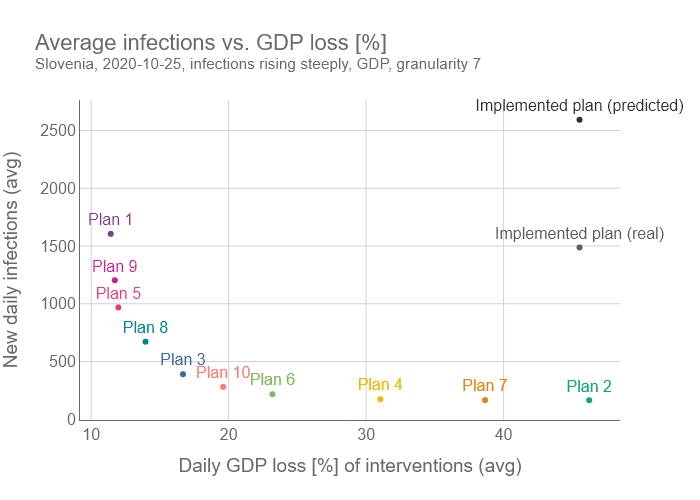 Average infections vs. GDP loss [%]
Slovenia, 2020-10-25, infections rising steeply, GDP, granularity 7
Implemented plan (predicted)
2500
2000
Plan 1
Implemented plan (real)
1500
Plan 9
Plan 5
1000
Plan 8
Plan 3
500
Plan 10
Plan 6
Plan 4
Plan 7
Plan 2
0
10
20
30
40
New daily infections (avg)
Daily GDP loss [%] of interventions (avg)